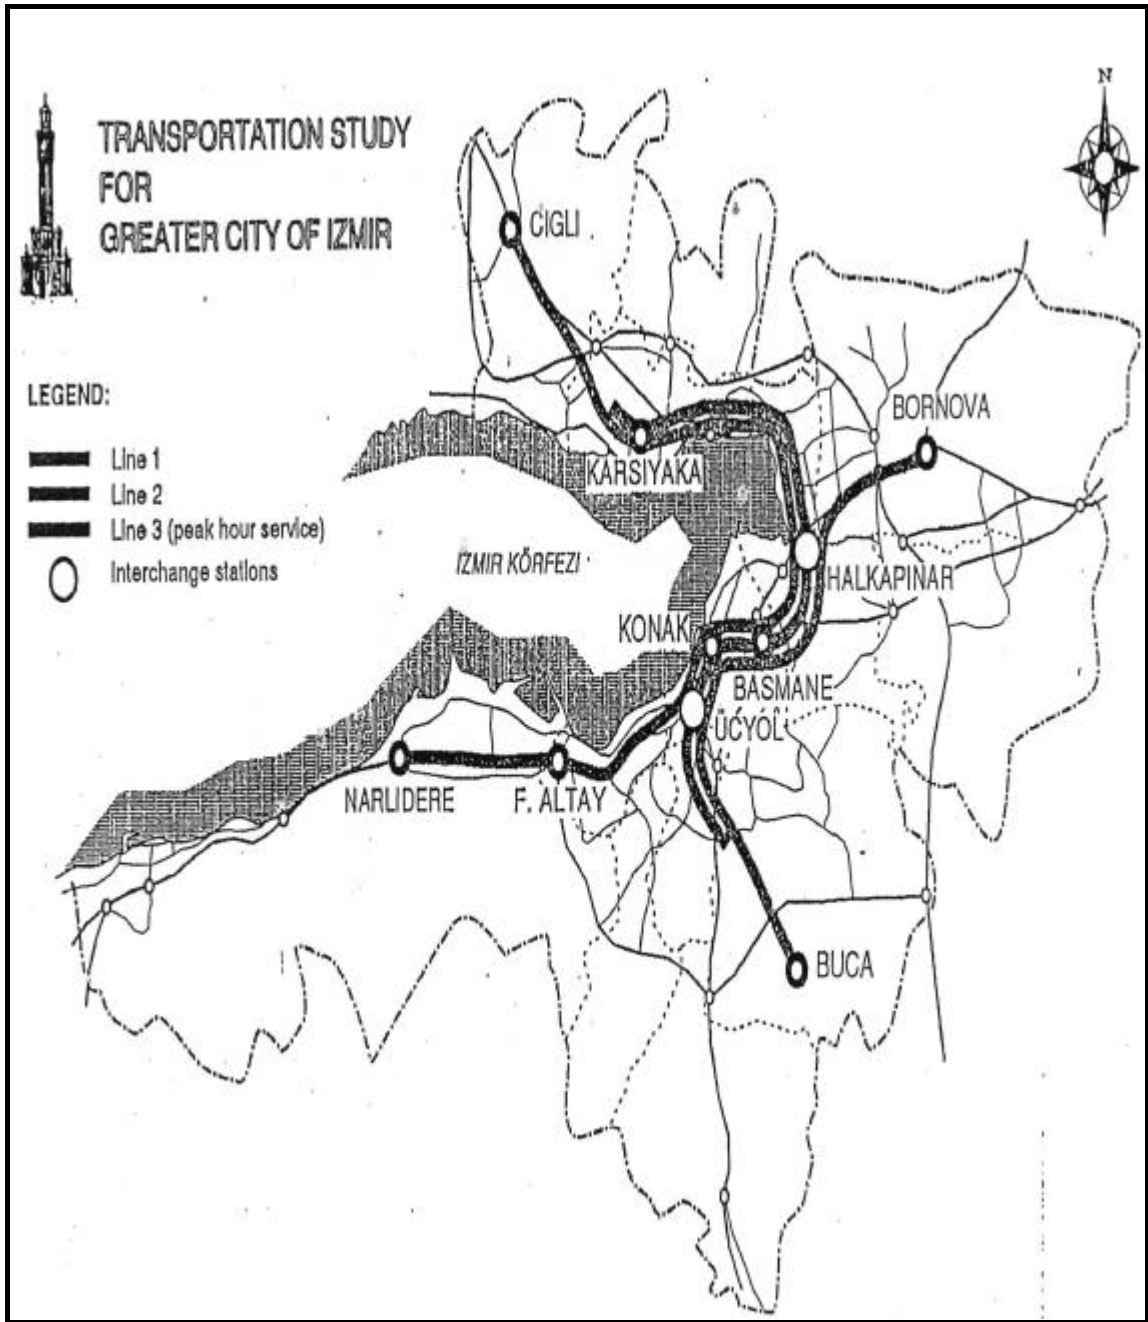 TRANSPORTATION STUDY
FOR
GREATER CITY OF IZMIR
N
CIGLI
LEGEND:
Line 1
Line 2
Line 3 (peak hour service)
Interchange stations
BORNOVA
KARSIYAKA
IZMIR KÖRFEZI
HALKAPINAR
KONAK
BASMANE
ÜCYOL
NARLIDERE
F. ALTAY
BUCA